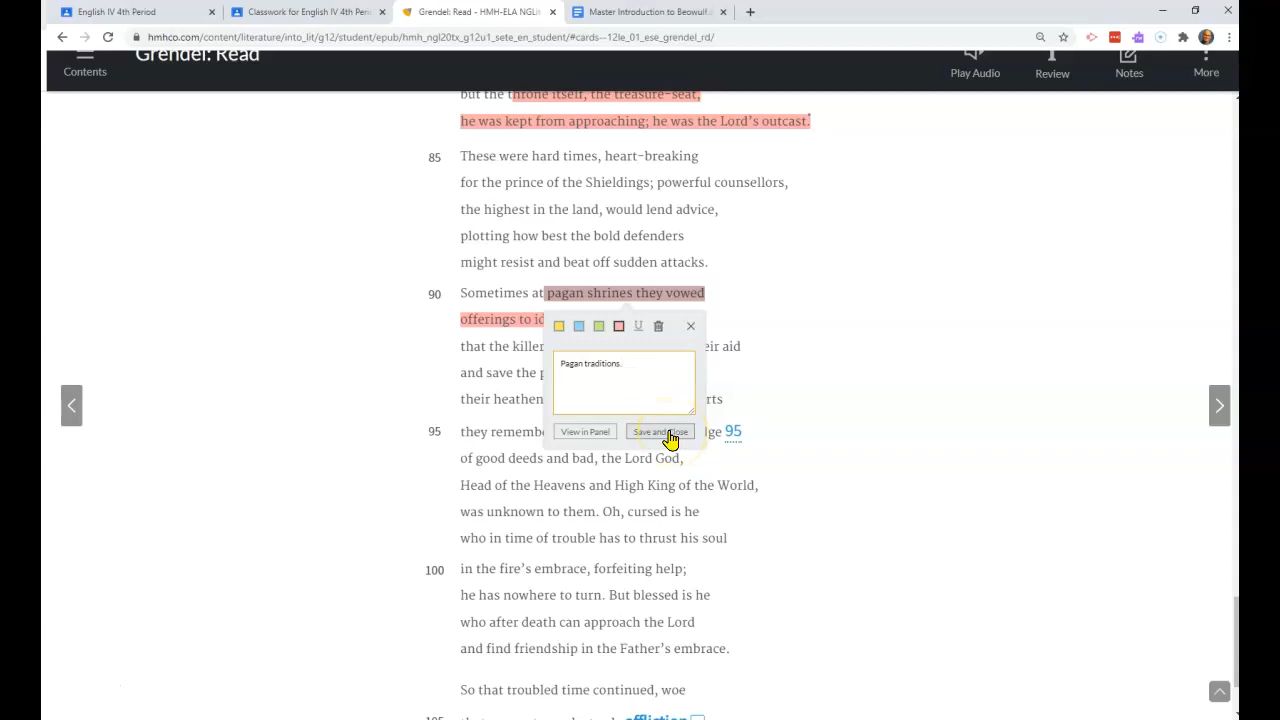 English IV 4th Period
Classwork for English IV 4th Peric
Grendel: Read - HMH-ELA NGLin
Master Introduction to Beowulf.a
hmhco.com/content/literature/into_lit/g12/student/epub/hmh_ngl20tx_g12u1_sete_en_student/#cards--12le_01_ese_grendel_rd/
Contents
Grendel: Read
Play Audio
Review
Notes
More
but the throne itself, the treasure-seat,
he was kept from approaching; he was the Lord's outcast.
85 These were hard times, heart-breaking
for the prince of the Shieldings; powerful counsellors,
the highest in the land, would lend advice,
plotting how best the bold defenders
might resist and beat off sudden attacks.
90 Sometimes at pagan shrines they vowed
offerings to id
that the killer eir aid
Pagan traditions.
and save the p
their heathen rts
View in Panel Save and Close
95 they remembe dge 95
of good deeds and bad, the Lord God,
Head of the Heavens and High King of the World,
was unknown to them. Oh, cursed is he
who in time of trouble has to thrust his soul
100 in the fire's embrace, forfeiting help;
he has nowhere to turn. But blessed is he
who after death can approach the Lord
and find friendship in the Father's embrace.
So that troubled time continued, woe
105 affliction